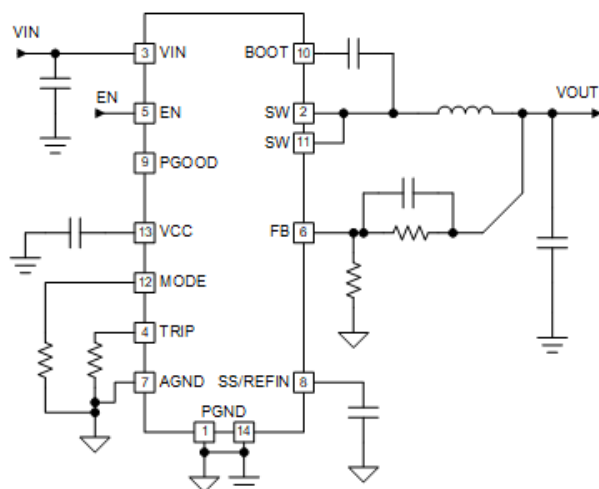 VIN
3 VIN
BOOT 10
EN
5 EN
SW 2
VOUT
SW 11
9 PGOOD
13 VCC
FB 6
12 MODE
4 TRIP
7 AGND
SS/REFIN 8
PGND
1 14